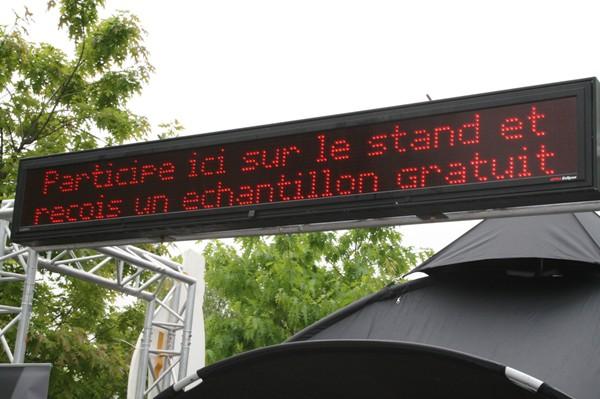 Participe ici sur le stand et
reçois un echantillon gratuit